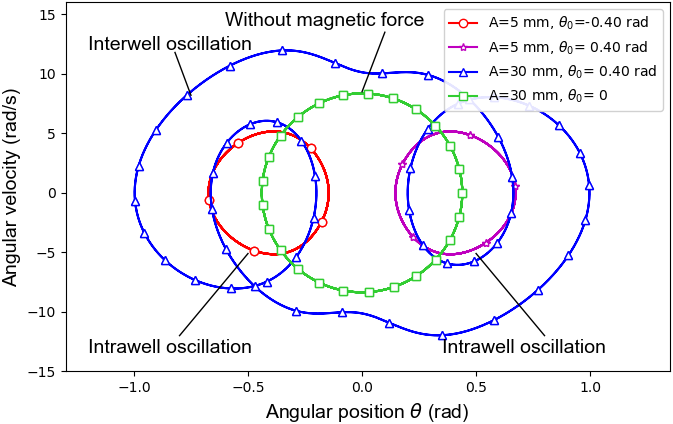 Without magnetic force
Interwell oscillation
A=5 mm, θ0=-0.40 rad
A=5 mm, θ0= 0.40 rad
A=30 mm, θ0= 0.40 rad
A=30 mm, θ0= 0
15
10
5
0
−5
−10
−15
Angular velocity (rad/s)
Intrawell oscillation
Intrawell oscillation
−1.0
−0.5
0.0
0.5
1.0
Angular position θ (rad)